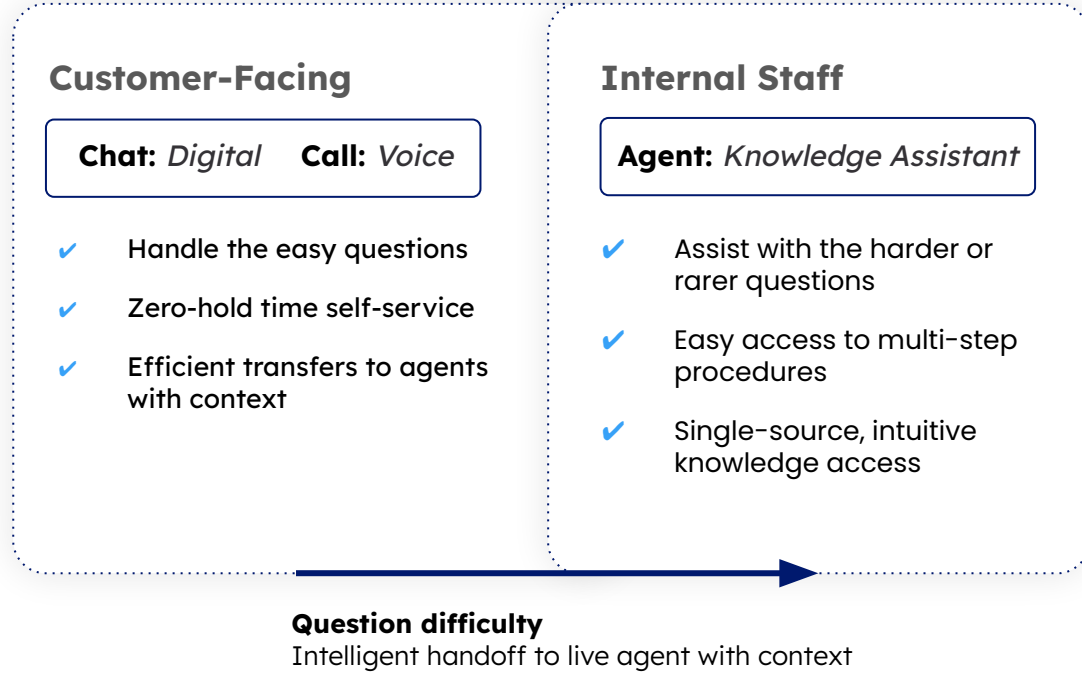 Customer-Facing
Chat: Digital Call: Voice
Handle the easy questions
Zero-hold time self-service
Efficient transfers to agents
with context
Internal Staff
Agent: Knowledge Assistant
Assist with the harder or
rarer questions
Easy access to multi-step
procedures
Single-source, intuitive
knowledge access
Question difficulty
Intelligent handoff to live agent with context